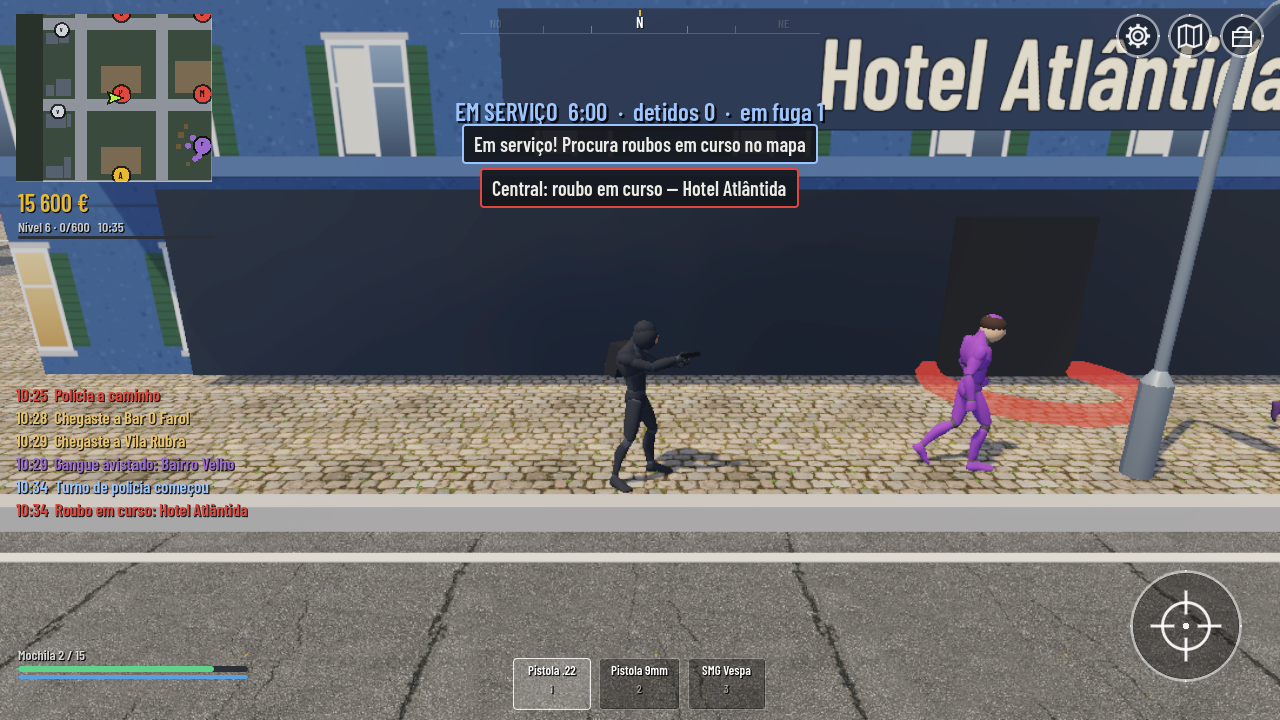 NO
N
NE
Hotel Atlântida
EM SERVIÇO 6:00 · detidos 0 · em fuga 1
Em serviço! Procura roubos em curso no mapa
Central: roubo em curso — Hotel Atlântida
V
V
M
A
15 600 €
Nível 6 · 0/600 10:35
10:25 Polícia a caminho
10:28 Chegaste a Bar O Farol
10:29 Chegaste a Vila Rubra
10:29 Gangue avistado: Bairro Velho
10:34 Turno de polícia começou
10:34 Roubo em curso: Hotel Atlântida
Mochila 2 / 15
Pistola .22
1
Pistola 9mm
2
SMG Vespa
3